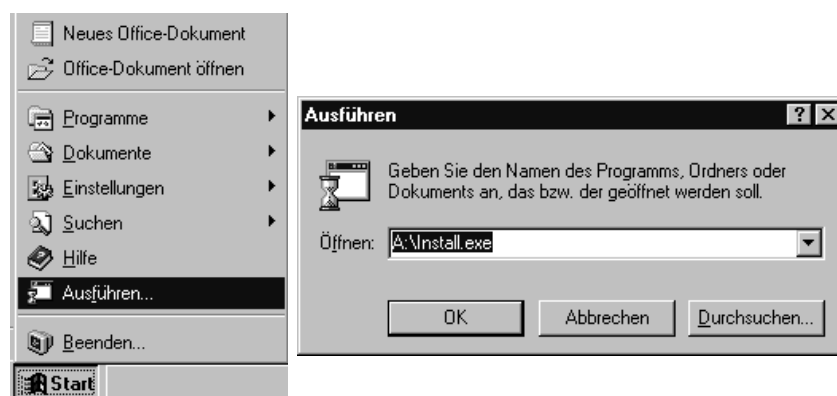 Neues Office-Dokument
Office-Dokument öffnen
Programme
Dokumente
Einstellungen
Suchen
Hilfe
Ausführen...
Beenden...
Start
Ausführen
Geben Sie den Namen des Programms, Ordners oder
Dokuments an, das bzw. der geöffnet werden soll.
Öffnen: A:\Install.exe
OK Abbrechen Durchsuchen...